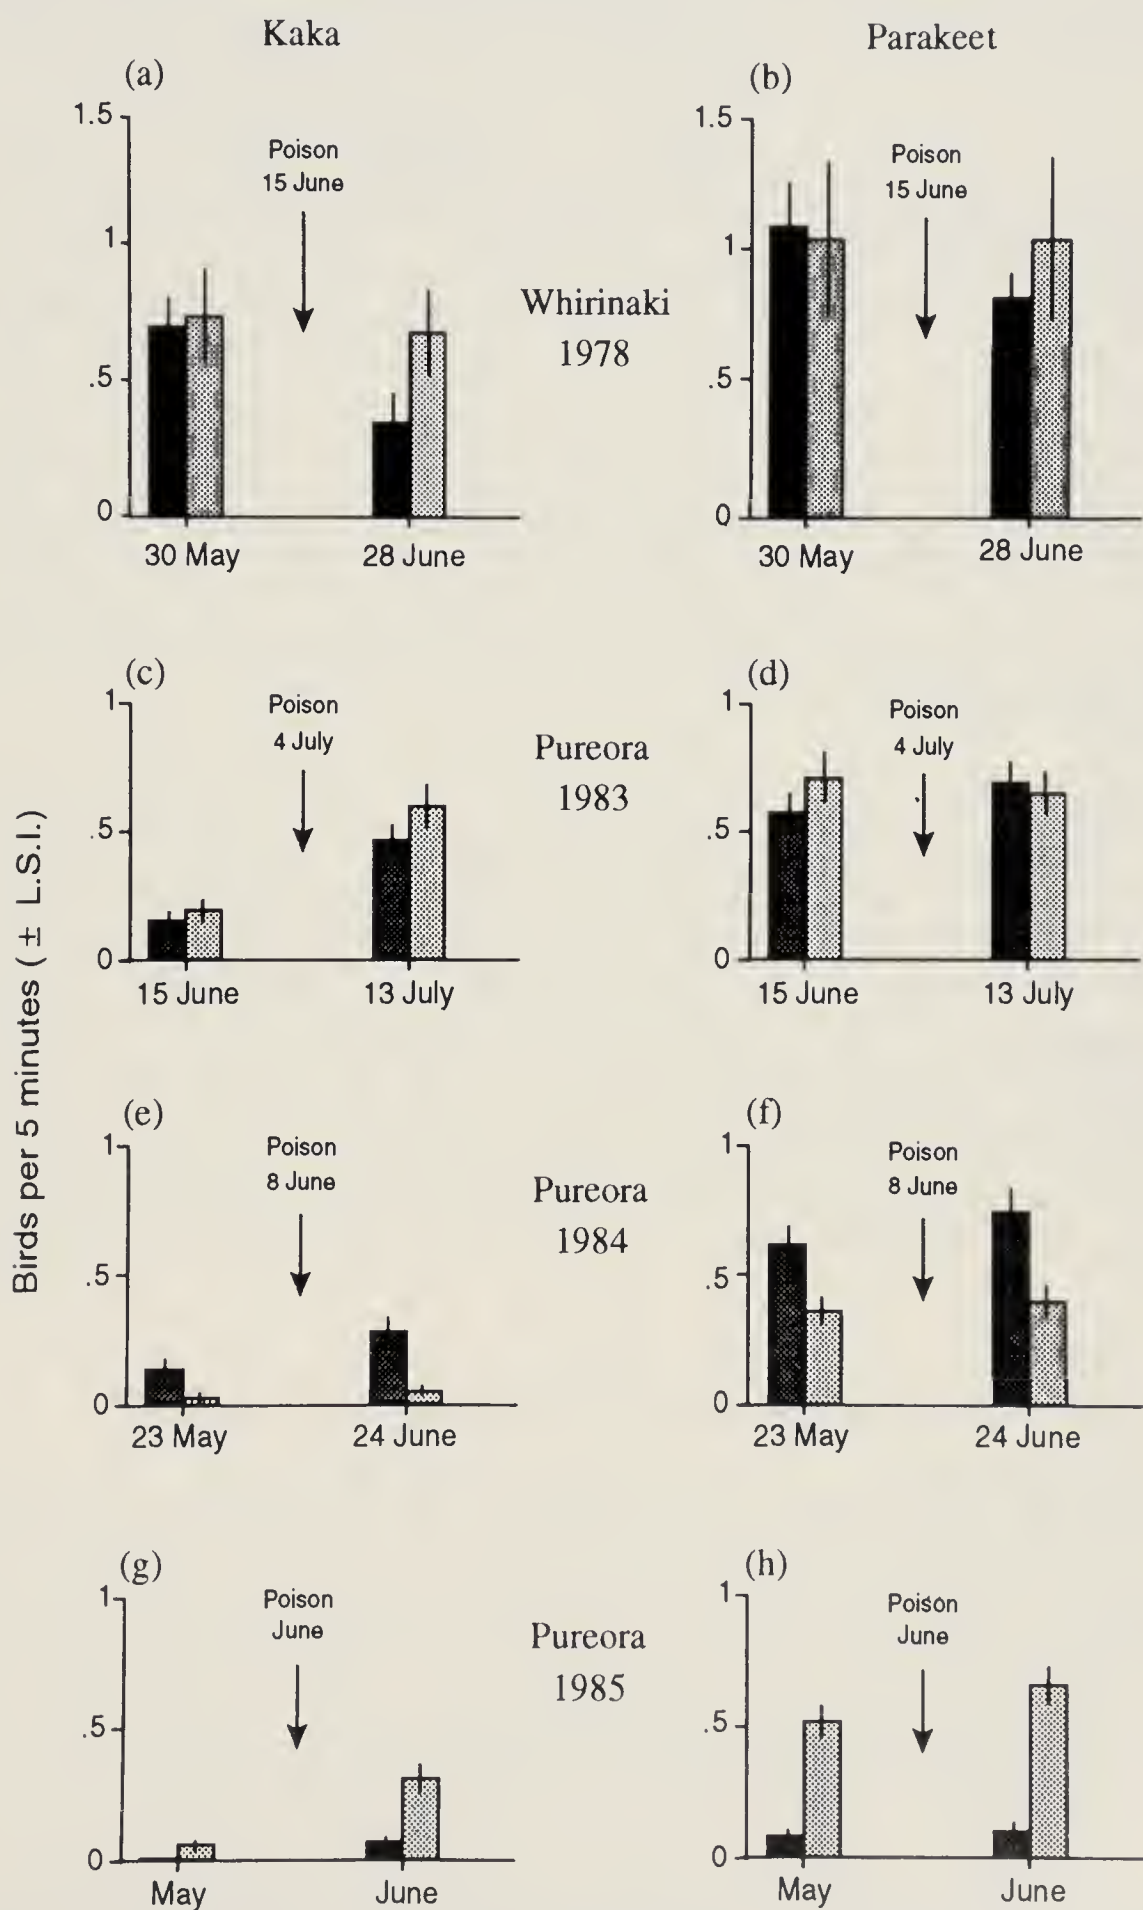 Kaka
Parakeet
(a)
(b)
1.5
1
.5
0
Poison
15 June
30 May
28 June
Whirinaki
1978
1.5
1
.5
0
Poison
15 June
30 May
28 June
Birds per 5 minutes ( ± L.S.I.)
(c)
(d)
1
.5
0
Poison
4 July
15 June
13 July
Pureora
1983
1
.5
0
Poison
4 July
15 June
13 July
(e)
(f)
1
.5
0
Poison
8 June
23 May
24 June
Pureora
1984
1
.5
0
Poison
8 June
23 May
24 June
(g)
(h)
1
.5
0
Poison
June
May
June
Pureora
1985
1
.5
0
Poison
June
May
June